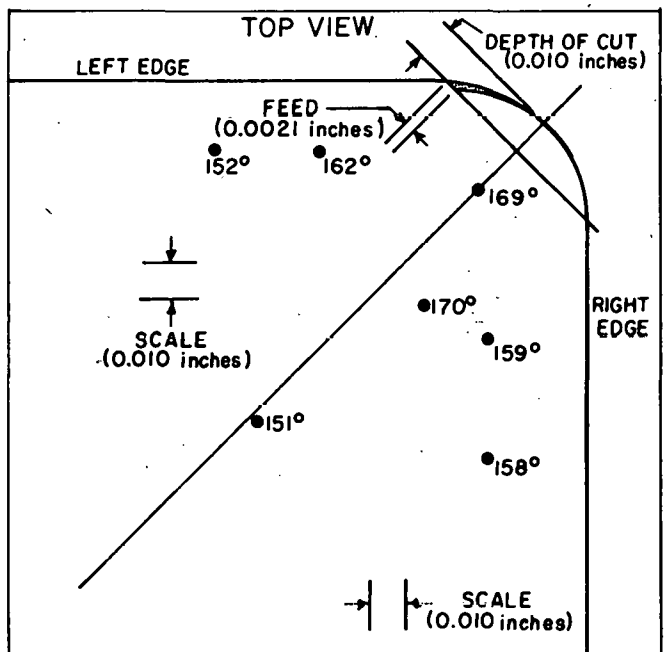 TOP VIEW
LEFT EDGE
DEPTH OF CUT
(0.010 inches)
FEED
(0.0021 inches)
152°
162°
169°
170°
RIGHT
EDGE
159°
SCALE
(0.010 inches)
151°
158°
SCALE
(0.010 inches)